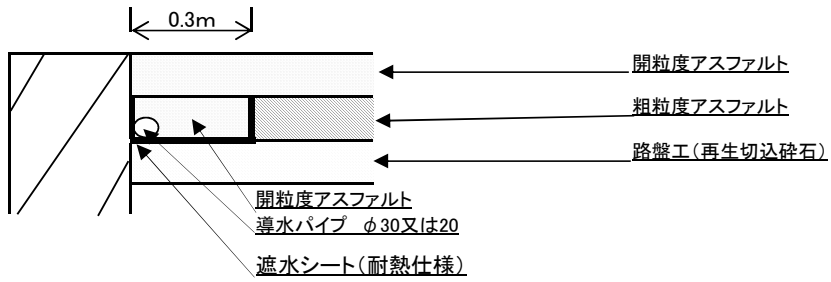 0.3m
開粒度アスファルト
粗粒度アスファルト
路盤工(再生切込砕石)
開粒度アスファルト
導水パイプ φ30又は20
遮水シート(耐熱仕様)